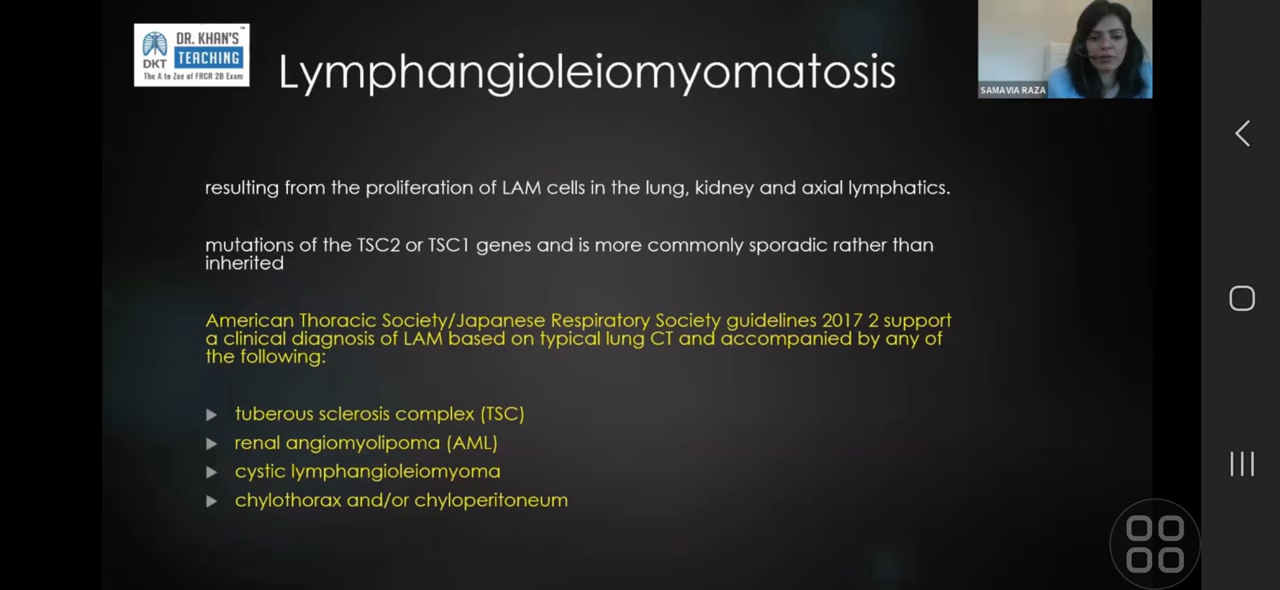 DR. KHAN'S
TEACHING
DKT
The A to Zee of FRCR 2B Exam
Lymphangioleiomyomatosis
SAMAVIA RAZA
resulting from the proliferation of LAM cells in the lung, kidney and axial lymphatics.
mutations of the TSC2 or TSC1 genes and is more commonly sporadic rather than
inherited
American Thoracic Society/Japanese Respiratory Society guidelines 2017 2 support
a clinical diagnosis of LAM based on typical lung CT and accompanied by any of
the following:
tuberous sclerosis complex (TSC)
renal angiomyolipoma (AML)
cystic lymphangioleiomyoma
chylothorax and/or chyloperitoneum